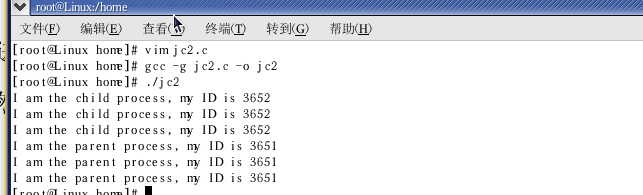 root@Linux:/home
文件(F) 编辑(E) 查看(V) 终端(T) 转到(G) 帮助(H)
[root@Linux home]# vim jc2.c
[root@Linux home]# gcc -g jc2.c -o jc2
[root@Linux home]# ./jc2
I am the child process, my ID is 3652
I am the child process, my ID is 3652
I am the child process, my ID is 3652
I am the parent process, my ID is 3651
I am the parent process, my ID is 3651
I am the parent process, my ID is 3651
[root@Linux home]#